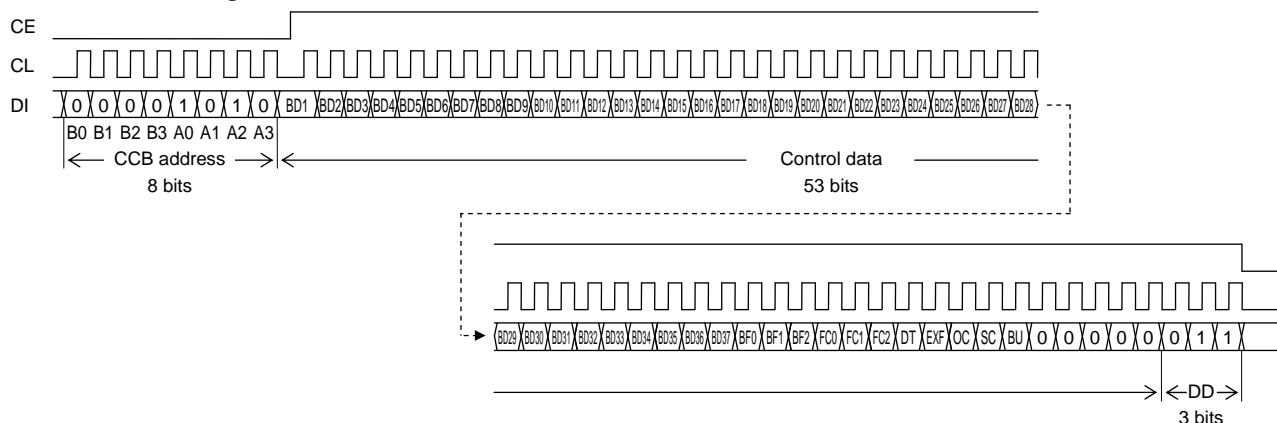 CE
CL
DI 0 0 0 0 1 0 1 0 BD1 BD2 BD3 BD4 BD5 BD6 BD7 BD8 BD9 BD10 BD11 BD12 BD13 BD14 BD15 BD16 BD17 BD18 BD19 BD20 BD21 BD22 BD23 BD24 BD25 BD26 BD27 BD28
B0 B1 B2 B3 A0 A1 A2 A3
CCB address Control data
8 bits 53 bits
BD29 BD30 BD31 BD32 BD33 BD34 BD35 BD36 BD37 BF0 BF1 BF2 FC0 FC1 FC2 DT EXF OC SC BU 0 0 0 0 0 0 1 1
DD
3 bits